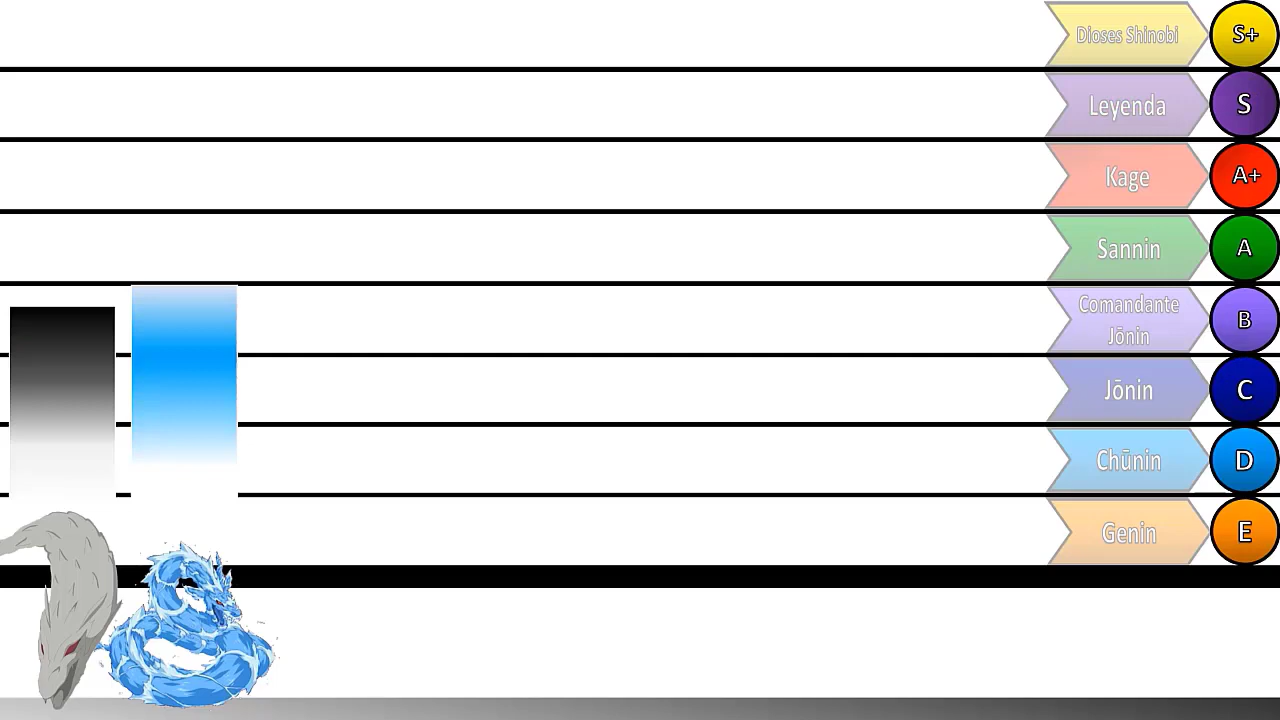 Dioses Shinobi S+
Leyenda S
Kage A+
Sannin A
Comandante
Jōnin B
Jōnin C
Chūnin D
Genin E